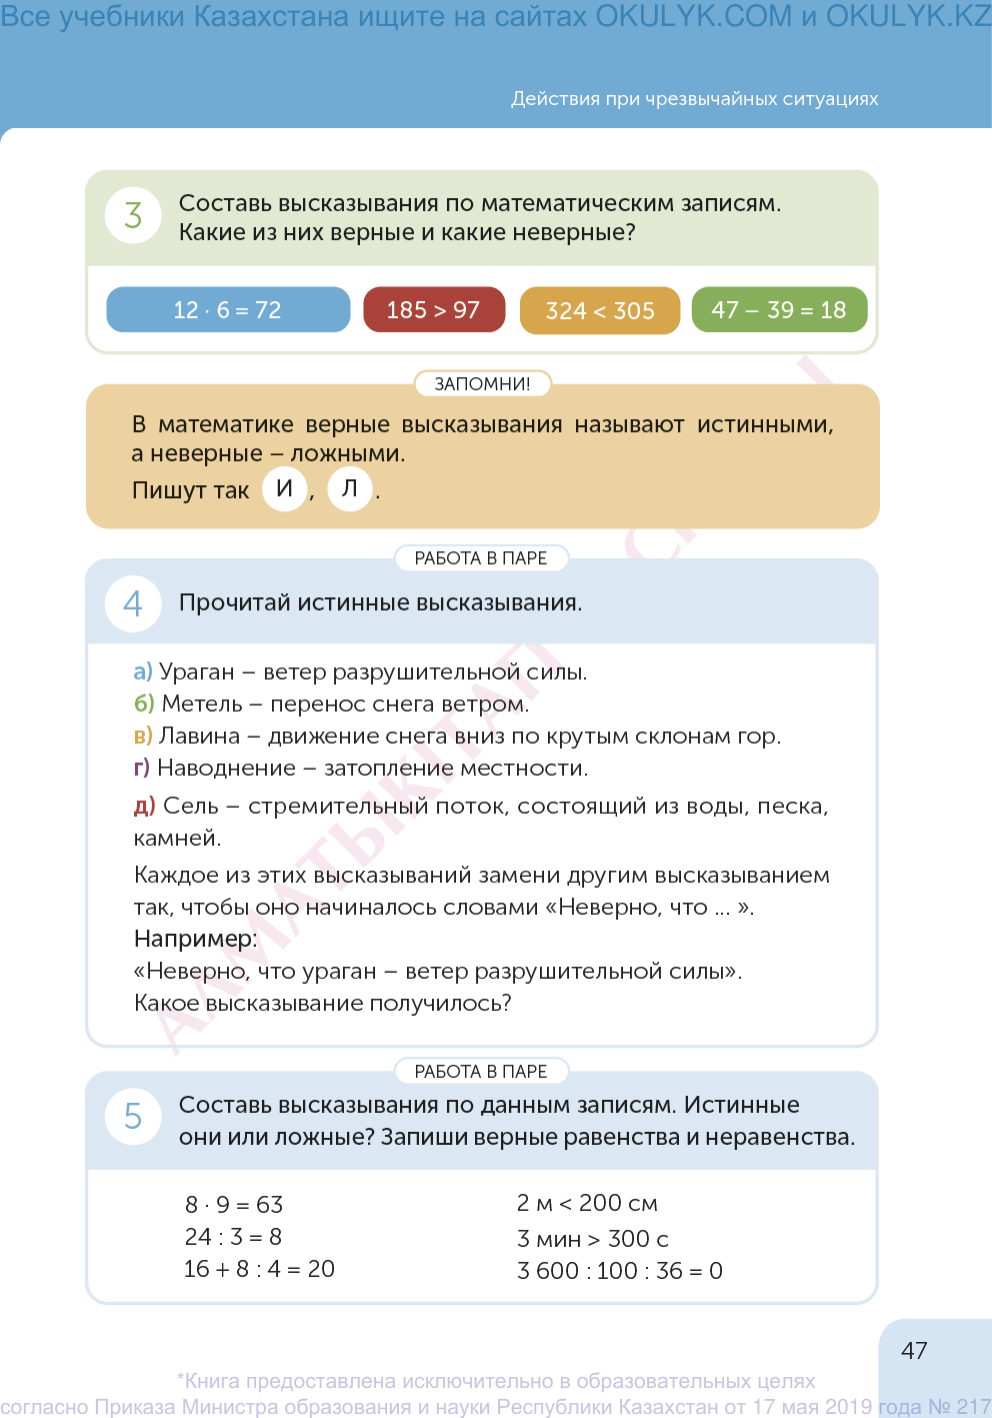 Все учебники Казахстана ищите на сайтах OKULYK.COM и OKULYK.KZ
Действия при чрезвычайных ситуациях
3
Составь высказывания по математическим записям.
Какие из них верные и какие неверные?
12 · 6 = 72
185 > 97
324 < 305
47 – 39 = 18
ЗАПОМНИ!
В математике верные высказывания называют истинными,
а неверные – ложными.
Пишут так И , Л .
РАБОТА В ПАРЕ
4
Прочитай истинные высказывания.
а) Ураган – ветер разрушительной силы.
б) Метель – перенос снега ветром.
в) Лавина – движение снега вниз по крутым склонам гор.
г) Наводнение – затопление местности.
д) Сель – стремительный поток, состоящий из воды, песка,
камней.
Каждое из этих высказываний замени другим высказыванием
так, чтобы оно начиналось словами «Неверно, что ... ».
Например:
«Неверно, что ураган – ветер разрушительной силы».
Какое высказывание получилось?
РАБОТА В ПАРЕ
5
Составь высказывания по данным записям. Истинные
они или ложные? Запиши верные равенства и неравенства.
8 · 9 = 63
24 : 3 = 8
16 + 8 : 4 = 20
2 м < 200 см
3 мин > 300 с
3 600 : 100 : 36 = 0
47
*Книга предоставлена исключительно в образовательных целях
согласно Приказа Министра образования и науки Республики Казахстан от 17 мая 2019 года № 217